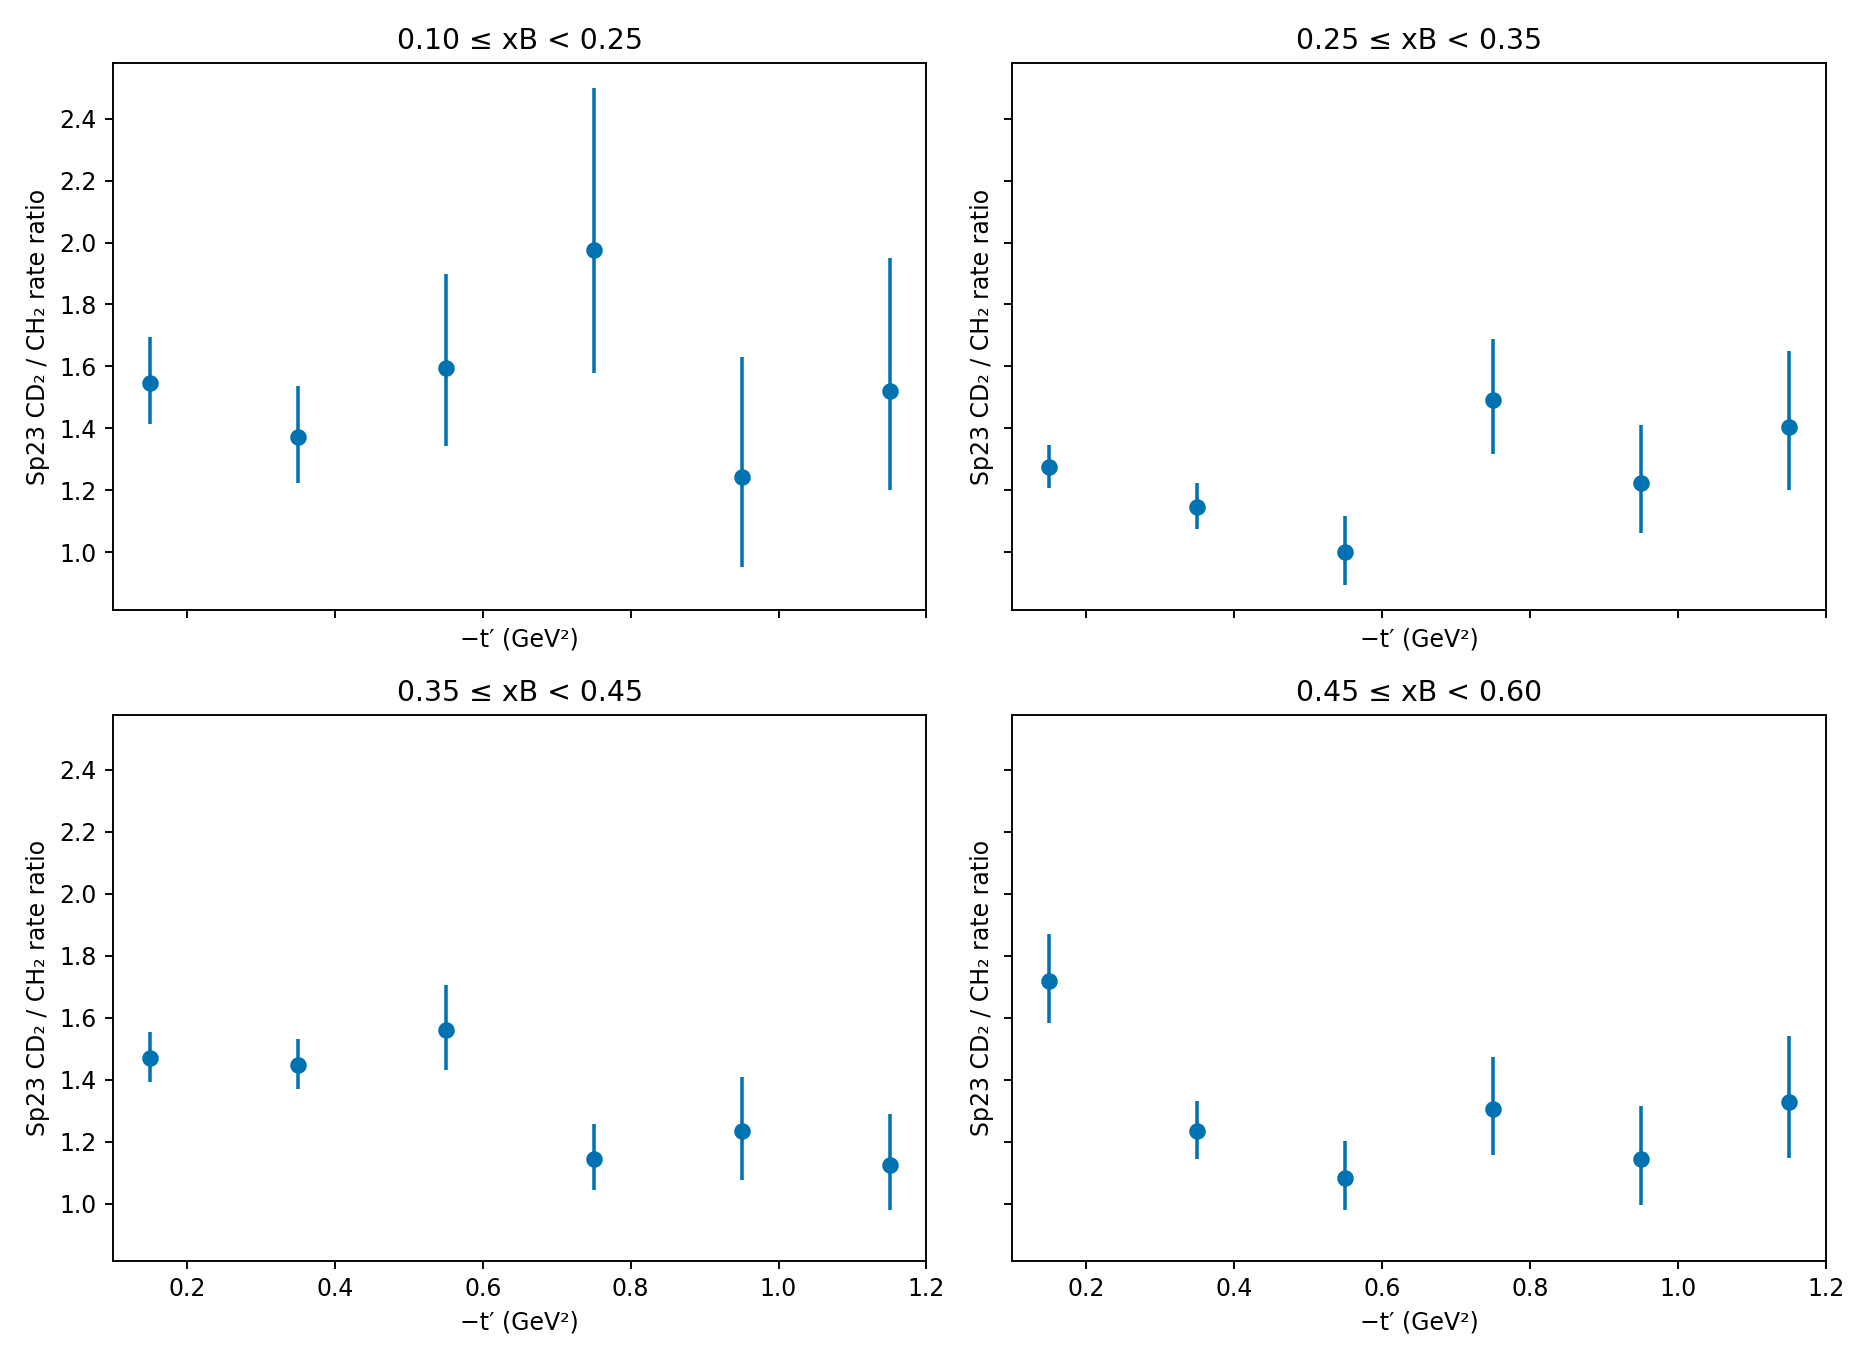 0.10 ≤ xB < 0.25
Sp23 CD₂ / CH₂ rate ratio
2.4
2.2
2.0
1.8
1.6
1.4
1.2
1.0
−t′ (GeV²)
0.25 ≤ xB < 0.35
Sp23 CD₂ / CH₂ rate ratio
−t′ (GeV²)
0.35 ≤ xB < 0.45
Sp23 CD₂ / CH₂ rate ratio
2.4
2.2
2.0
1.8
1.6
1.4
1.2
1.0
0.2 0.4 0.6 0.8 1.0 1.2
−t′ (GeV²)
0.45 ≤ xB < 0.60
Sp23 CD₂ / CH₂ rate ratio
0.2 0.4 0.6 0.8 1.0 1.2
−t′ (GeV²)